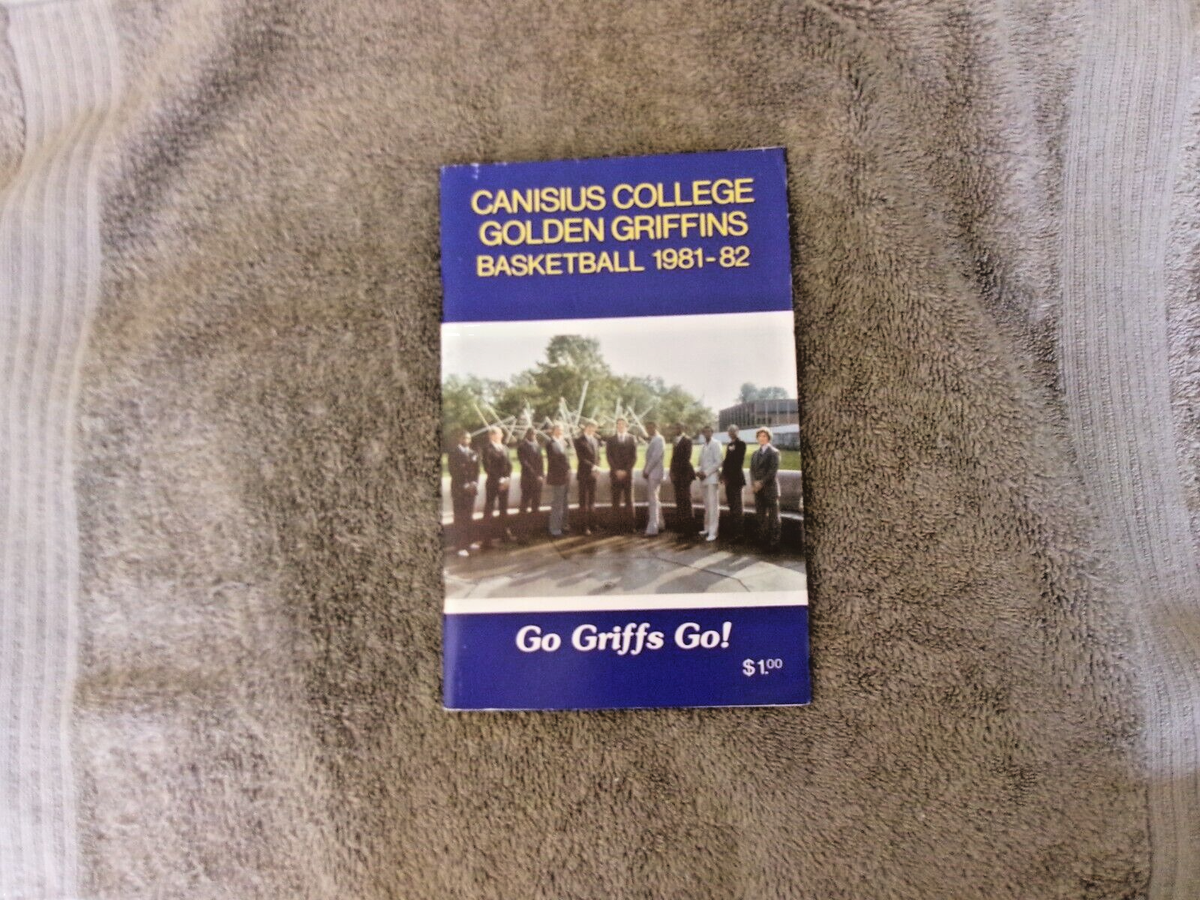 CANISIUS COLLEGE
GOLDEN GRIFFINS
BASKETBALL 1981-82
Go Griffs Go!
$1.00